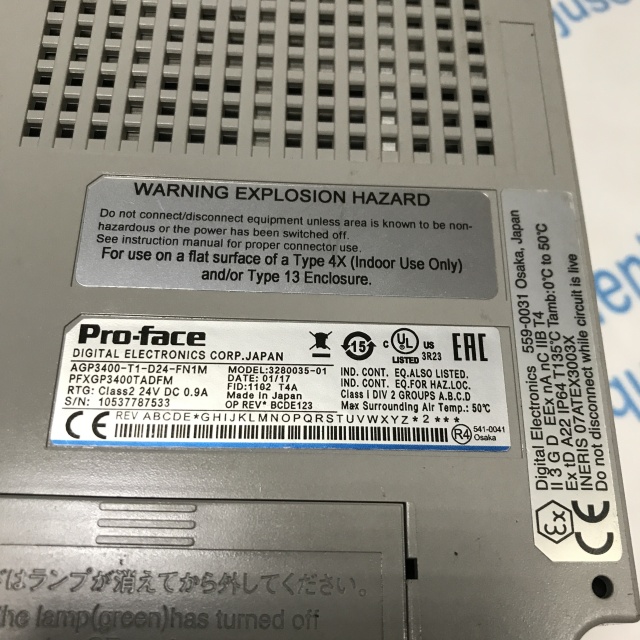 WARNING EXPLOSION HAZARD
Do not connect/disconnect equipment unless area is known to be non-
hazardous or the power has been switched off.
See instruction manual for proper connector use.
For use on a flat surface of a Type 4X (Indoor Use Only)
and/or Type 13 Enclosure.
Pro-face
DIGITAL ELECTRONICS CORP.JAPAN
AGP3400-T1-D24-FN1M
PFXGP3400TADFM
RTG: Class2 24V DC 0.9A
S/N: 10537787533
MODEL:3280035-01
DATE: 01/17
FID:1102 T4A
Made in Japan
OP REV* BCDE123
15
C UL US
LISTED 3R23
EAC
IND. CONT. EQ.ALSO LISTED.
IND. CONT. EQ.FOR HAZ.LOC.
Class I DIV 2 GROUPS A.B.C.D
Max Surrounding Air Temp.: 50℃
CE REV ABCDE*GHIJKLMNOPQRSTUVWXYZ*2***
R4 541-0041
Osaka
Digital Electronics 559-0031 Osaka, Japan
II 3 G D EEx nA nC IIB T4
Ex tD A22 IP64 T135℃ Tamb:0℃ to 50℃
INERIS 07ATEX3003X
Do not disconnect while circuit is live
Ex CE
はランプが消えてから外してください。
the lamp(green)has turned off